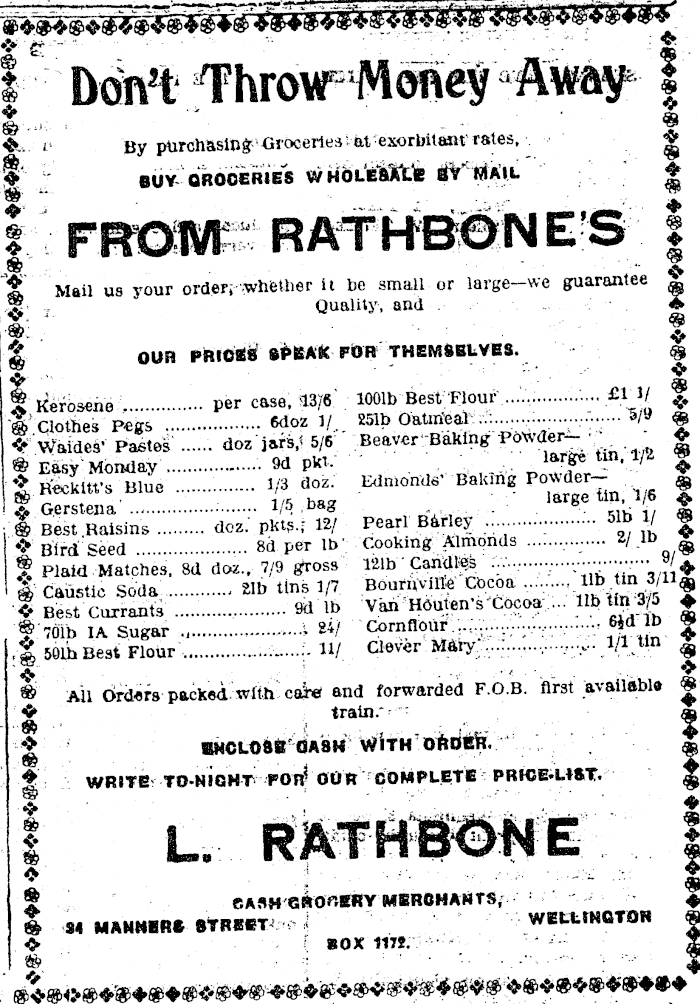 Don't Throw Money Away
By purchasing Groceries at exorbitant rates,
BUY GROCERIES WHOLESALE BY MAIL
FROM RATHBONE'S
Mail us your order, whether it be small or large—we guarantee
Quality, and
OUR PRICES SPEAK FOR THEMSELVES.
Kerosene .............. per case, 13/6
Clothes Pegs ................. 6doz 1/
Waides' Pastes ...... doz jars, 5/6
Easy Monday ................. 9d pkt.
Reckitt's Blue .............. 1/3 doz.
Gerstena ...................... 1/5 bag
Best Raisins ......... doz. pkts., 12/
Bird Seed ..................... 8d per lb
Plaid Matches, 8d doz., 7/9 gross
Caustic Soda ........... 2lb tins 1/7
Best Currants .................... 9d lb
70lb IA Sugar ........................ 24/
50lb Best Flour ..................... 11/
100lb Best Flour ................. £1 1/
25lb Oatmeal ......................... 5/9
Beaver Baking Powder—
large tin, 1/2
Edmonds' Baking Powder—
large tin, 1/6
Pearl Barley .................... 5lb 1/
Cooking Almonds .............. 2/ lb
12lb Candles ............................ 9/
Bournville Cocoa ........ 1lb tin 3/11
Van Houten's Cocoa ... 1lb tin 3/5
Cornflour ......................... 6½d lb
Clever Mary .................... 1/1 tin
All Orders packed with care and forwarded F.O.B. first available
train.
ENCLOSE CASH WITH ORDER.
WRITE TO-NIGHT FOR OUR COMPLETE PRICE-LIST.
L. RATHBONE
CASH GROCERY MERCHANTS,
34 MANNERS STREET WELLINGTON
BOX 1172.